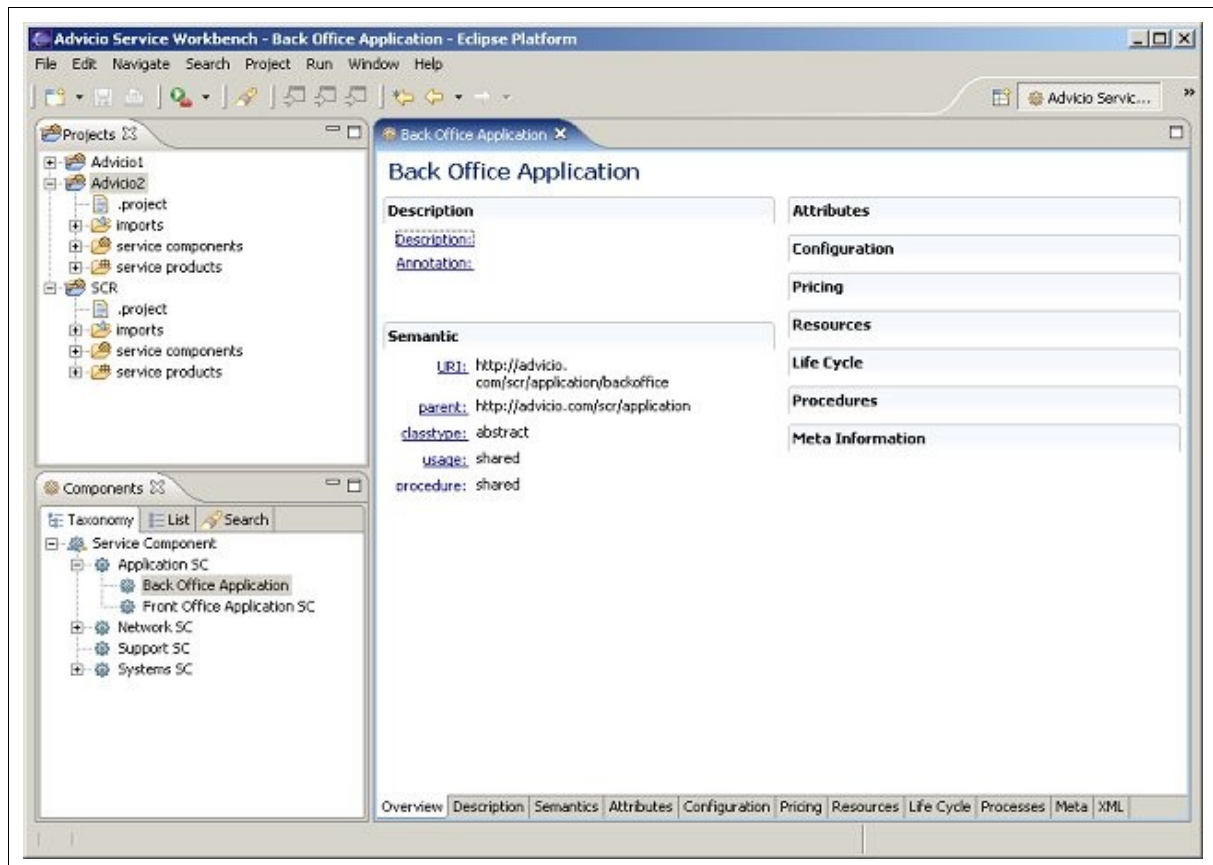 Advicio Service Workbench - Back Office Application - Eclipse Platform
File Edit Navigate Search Project Run Window Help
Advicio Servic... »
Projects
Advicio1
Advicio2
.project
imports
service components
service products
SCR
.project
imports
service components
service products
Components
Taxonomy List Search
Service Component
Application SC
Back Office Application
Front Office Application SC
Network SC
Support SC
Systems SC
Back Office Application
Back Office Application
Description
Description:
Annotation:
Semantic
URI: http://advicio.
com/scr/application/backoffice
parent: http://advicio.com/scr/application
classtype: abstract
usage: shared
procedure: shared
Attributes
Configuration
Pricing
Resources
Life Cycle
Procedures
Meta Information
Overview Description Semantics Attributes Configuration Pricing Resources Life Cycle Processes Meta XML